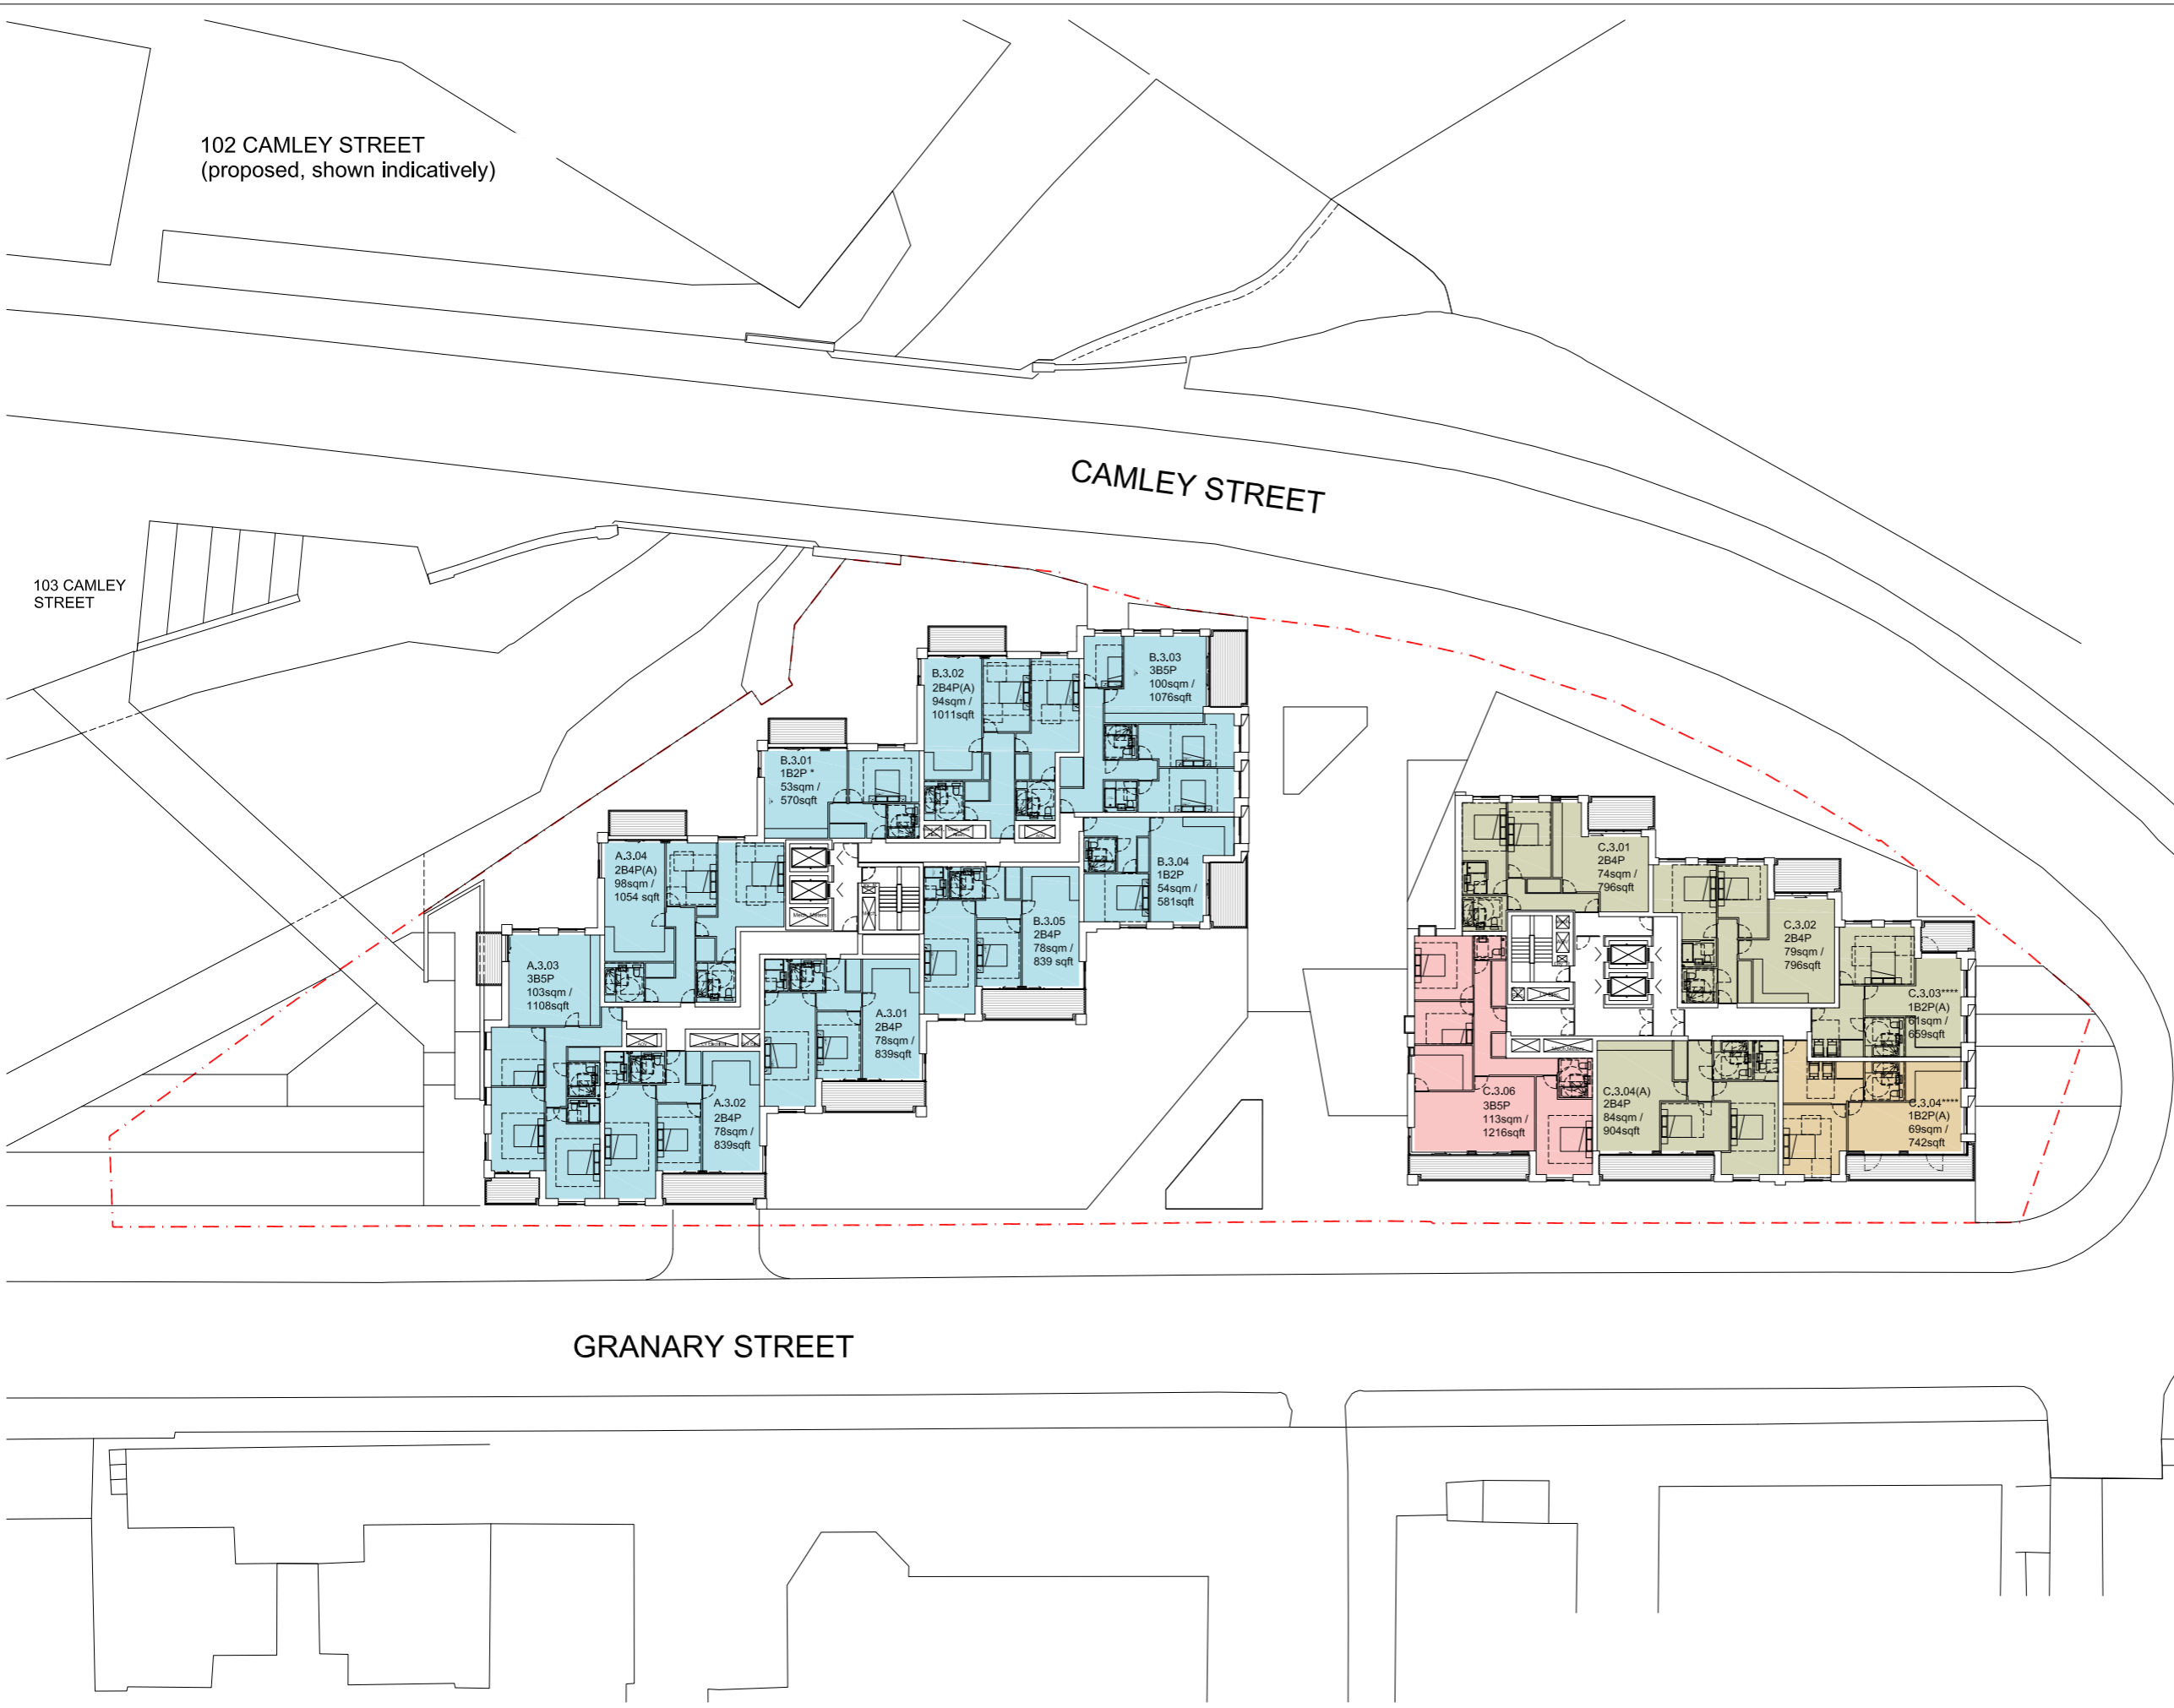 102 CAMLEY STREET
(proposed, shown indicatively)
CAMLEY STREET
103 CAMLEY
STREET
B.3.03
3B5P
100sqm /
1076sqft
B.3.02
2B4P(A)
94sqm /
1011sqft
B.3.01
1B2P *
53sqm /
570sqft
A.3.04
2B4P(A)
98sqm /
1054 sqft
B.3.04
1B2P
54sqm /
581sqft
B.3.05
2B4P
78sqm /
839 sqft
A.3.03
3B5P
103sqm /
1108sqft
A.3.01
2B4P
78sqm /
839sqft
A.3.02
2B4P
78sqm /
839sqft
C.3.01
2B4P
74sqm /
796sqft
C.3.02
2B4P
79sqm /
796sqft
C.3.03****
1B2P(A)
61sqm /
659sqft
C.3.06
3B5P
113sqm /
1216sqft
C.3.04(A)
2B4P
84sqm /
904sqft
C.3.04****
1B2P(A)
69sqm /
742sqft
GRANARY STREET